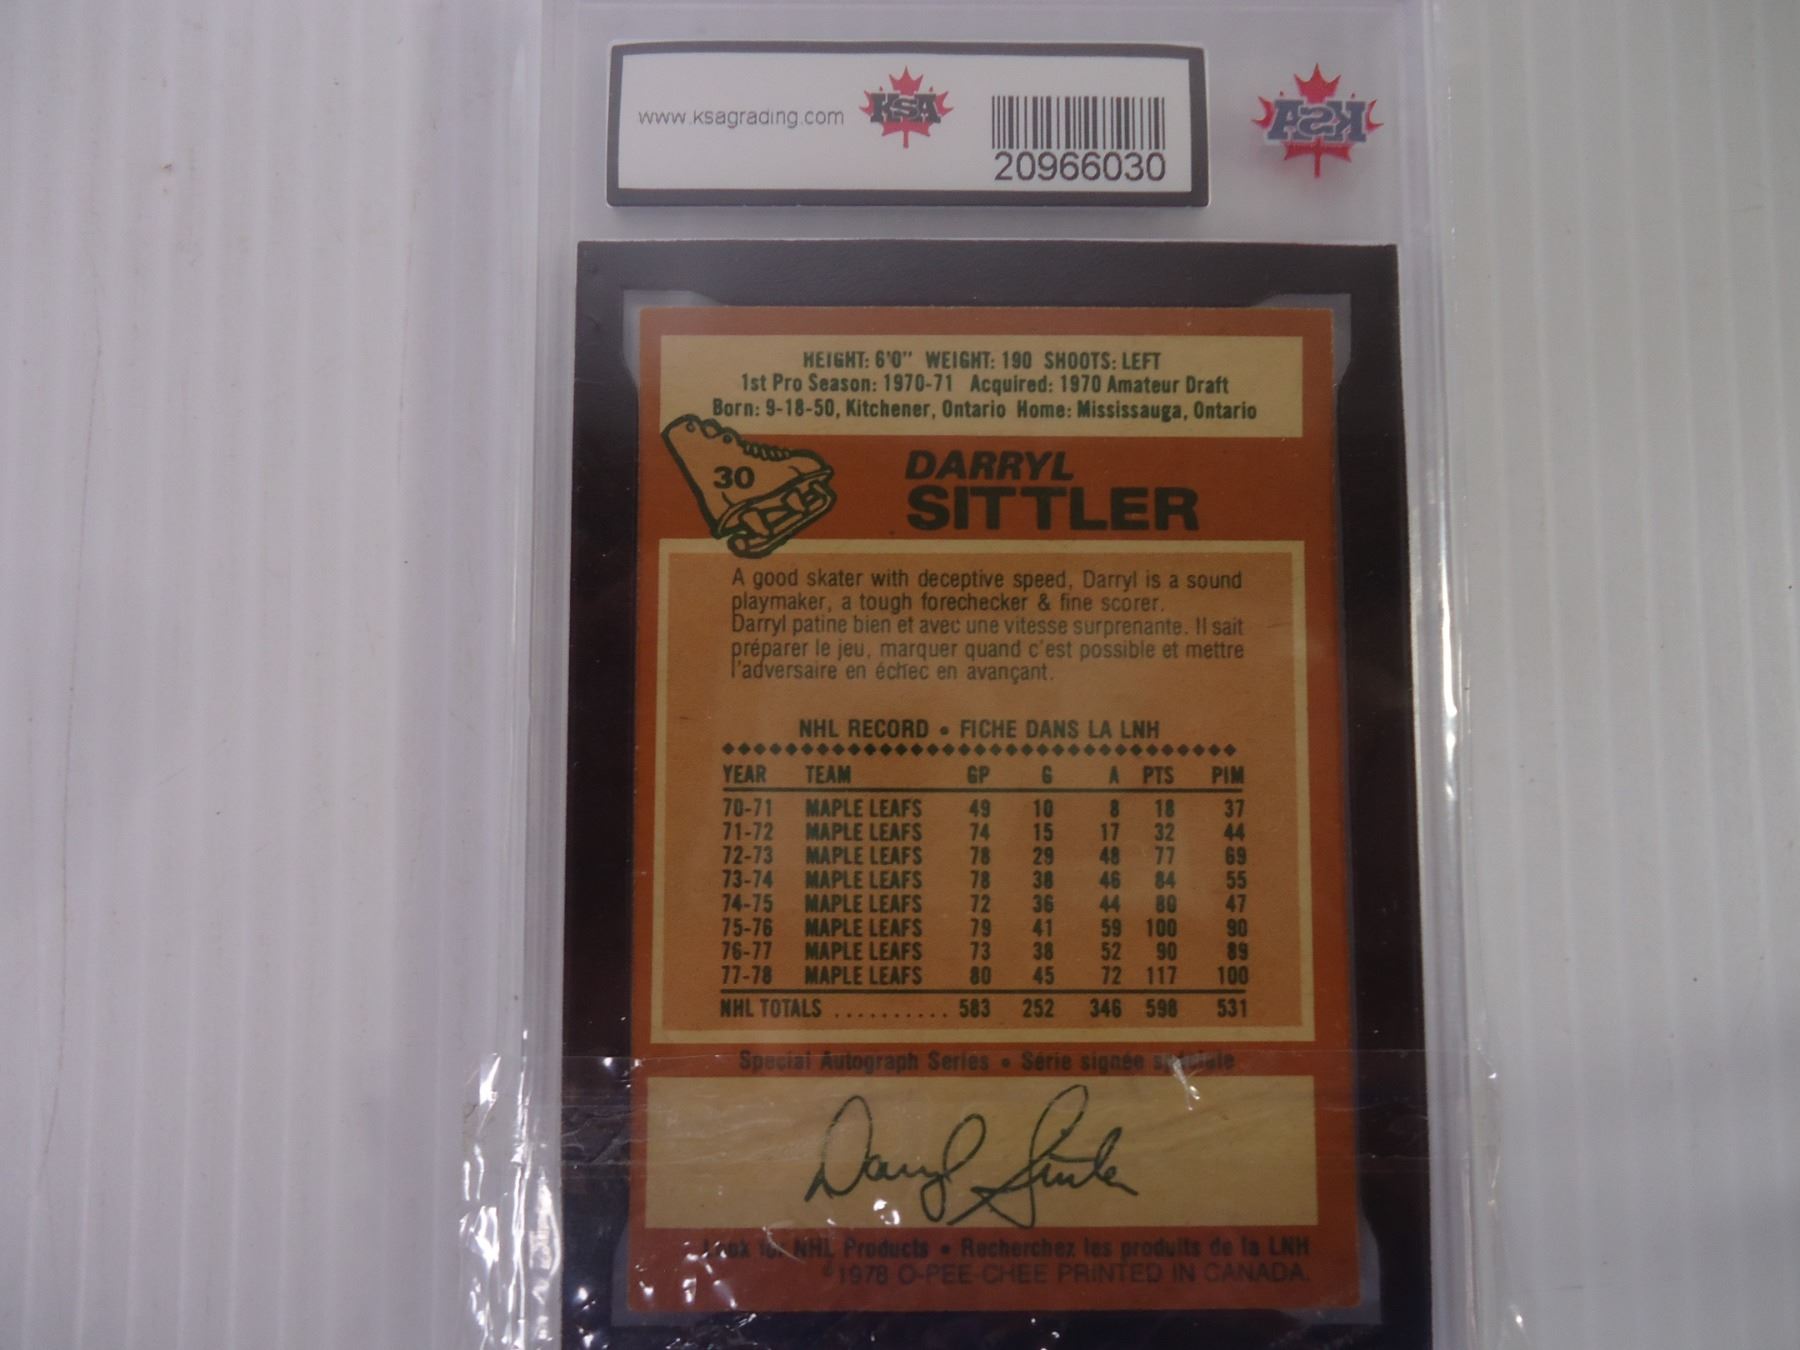 www.ksagrading.com
KSA
20966030
KSA
HEIGHT: 6'0" WEIGHT: 190 SHOOTS: LEFT
1st Pro Season: 1970-71 Acquired: 1970 Amateur Draft
Born: 9-18-50, Kitchener, Ontario Home: Mississauga, Ontario
30
DARRYL
SITTLER
A good skater with deceptive speed, Darryl is a sound
playmaker, a tough forechecker & fine scorer.
Darryl patine bien et avec une vitesse surprenante. Il sait
préparer le jeu, marquer quand c'est possible et mettre
l'adversaire en échec en avançant.
NHL RECORD • FICHE DANS LA LNH
YEAR TEAM GP G A PTS PIM
70-71 MAPLE LEAFS 49 10 8 18 37
71-72 MAPLE LEAFS 74 15 17 32 44
72-73 MAPLE LEAFS 78 29 48 77 69
73-74 MAPLE LEAFS 78 38 46 84 55
74-75 MAPLE LEAFS 72 36 44 80 47
75-76 MAPLE LEAFS 79 41 59 100 90
76-77 MAPLE LEAFS 73 38 52 90 89
77-78 MAPLE LEAFS 80 45 72 117 100
NHL TOTALS .......... 583 252 346 598 531
Special Autograph Series • Série signée spéciale
Darryl Sittler
Look for NHL Products • Recherchez les produits de la LNH
©1978 O-PEE-CHEE PRINTED IN CANADA.